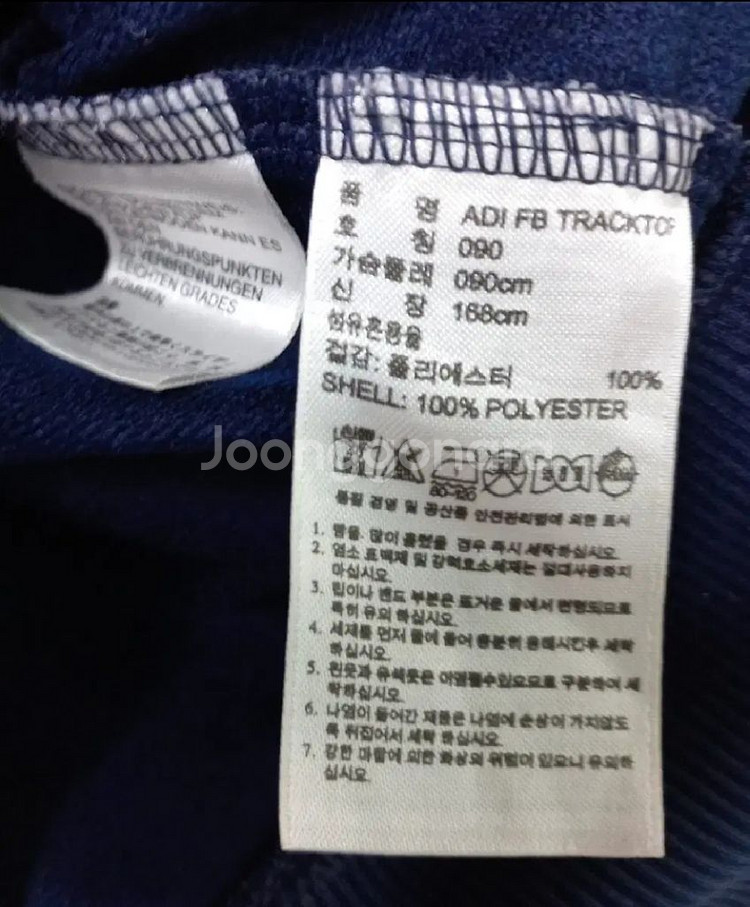 KANN ES
VERBRENNUNGEN
LEICHTEN GRADES
KOMMEN.
품 명 ADI FB TRACKTOP
호 칭 090
가슴둘레 090cm
신 장 168cm
섬유혼용율
겉감: 폴리에스터 100%
SHELL: 100% POLYESTER
80-120
품질 경영 및 공산품 안전관리법에 의한 표시
1. 땀을 많이 흘렸을 경우 즉시 세탁하십시오.
2. 염소 표백제 및 강력효소세제는 절대사용하지
마십시오.
3. 립이나 밴드 부분은 뜨거운 물에서 변형되므로
특히 유의 하십시오.
4. 세제를 먼저 물에 풀어 충분히 용해시킨후 세탁
하십시오.
5. 흰옷과 유색옷은 이염될수있으므로 구분하여 세
탁하십시오.
6. 나염이 들어간 제품은 나염에 손상이 가지않도
록 뒤집어서 세탁 하십시오.
7. 강한 마찰에 의한 화상의 위험이 있으니 유의하
십시오.